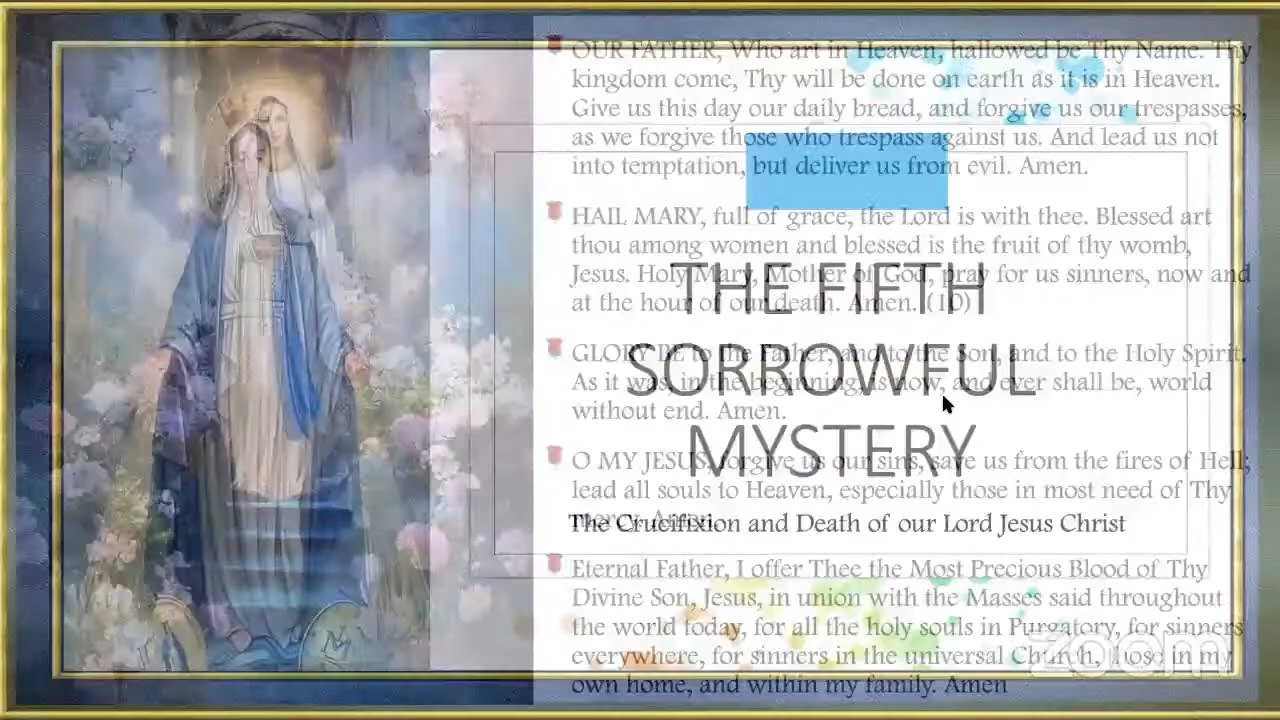 OUR FATHER, Who art in Heaven, hallowed be Thy Name. Thy
kingdom come, Thy will be done on earth as it is in Heaven.
Give us this day our daily bread, and forgive us our trespasses,
as we forgive those who trespass against us. And lead us not
into temptation, but deliver us from evil. Amen.
HAIL MARY, full of grace, the Lord is with thee. Blessed art
thou among women and blessed is the fruit of thy womb,
Jesus. Holy Mary, Mother of God, pray for us sinners, now and
at the hour of our death. Amen. (10)
THE FIFTH
SORROWFUL
MYSTERY
The Crucifixion and Death of our Lord Jesus Christ
GLORY BE to the Father, and to the Son, and to the Holy Spirit.
As it was, in the beginning, is now, and ever shall be, world
without end. Amen.
O MY JESUS, forgive us our sins, save us from the fires of Hell;
lead all souls to Heaven, especially those in most need of Thy
mercy. Amen.
Eternal Father, I offer Thee the Most Precious Blood of Thy
Divine Son, Jesus, in union with the Masses said throughout
the world today, for all the holy souls in Purgatory, for sinners
everywhere, for sinners in the universal Church, those in my
own home, and within my family. Amen
zoom